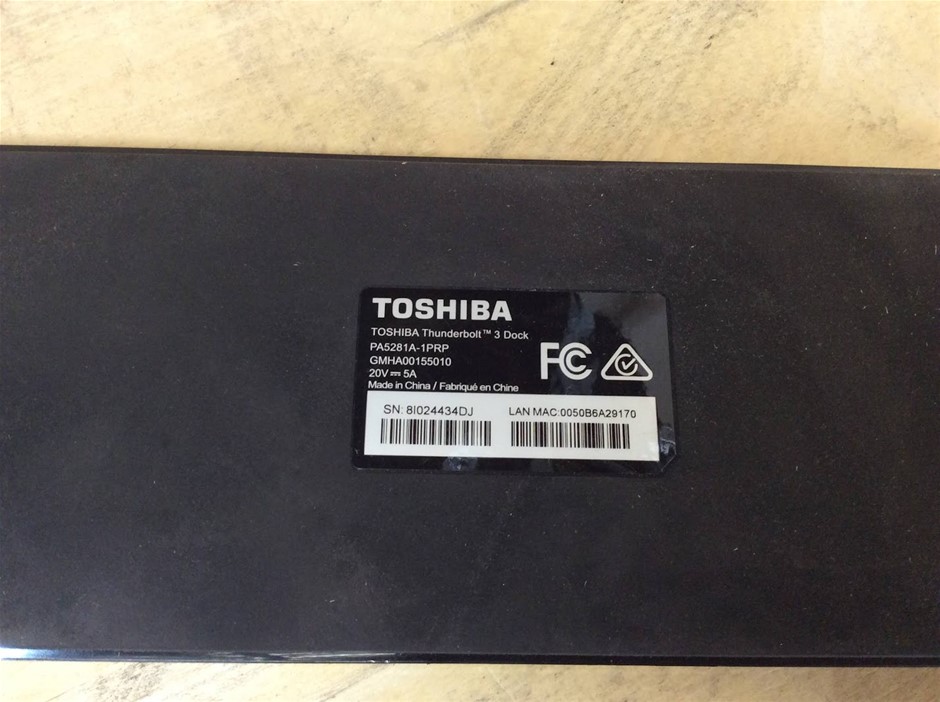 TOSHIBA
TOSHIBA Thunderbolt™ 3 Dock
PA5281A-1PRP
GMHA00155010
20V⎓5A
Made in China / Fabriqué en Chine
FC
SN: 8I024434DJ
LAN MAC:0050B6A29170